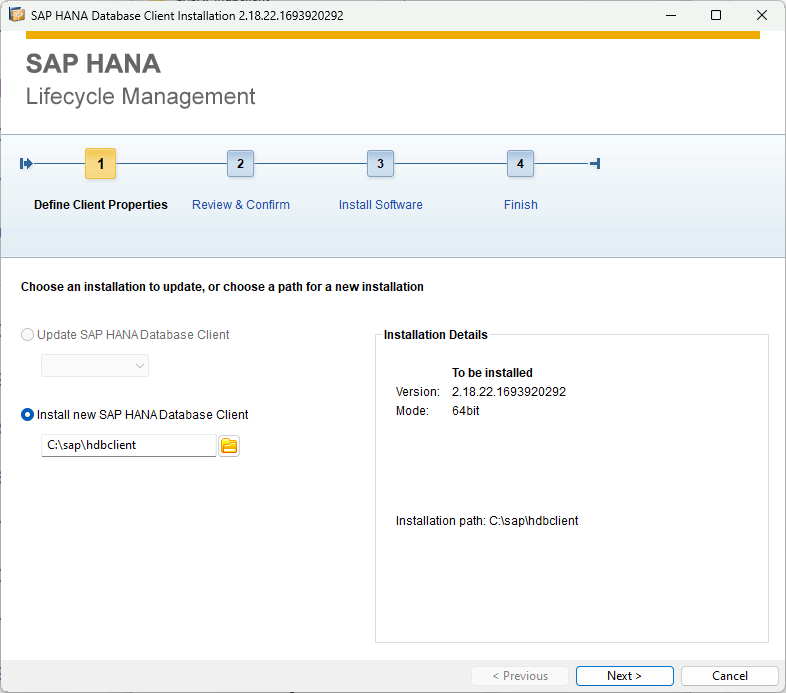 SAP HANA Database Client Installation 2.18.22.1693920292
SAP HANA
Lifecycle Management
1
2
3
4
Define Client Properties
Review & Confirm
Install Software
Finish
Choose an installation to update, or choose a path for a new installation
Update SAP HANA Database Client
Install new SAP HANA Database Client
C:\sap\hdbclient
Installation Details
To be installed
Version: 2.18.22.1693920292
Mode: 64bit
Installation path: C:\sap\hdbclient
< Previous
Next >
Cancel